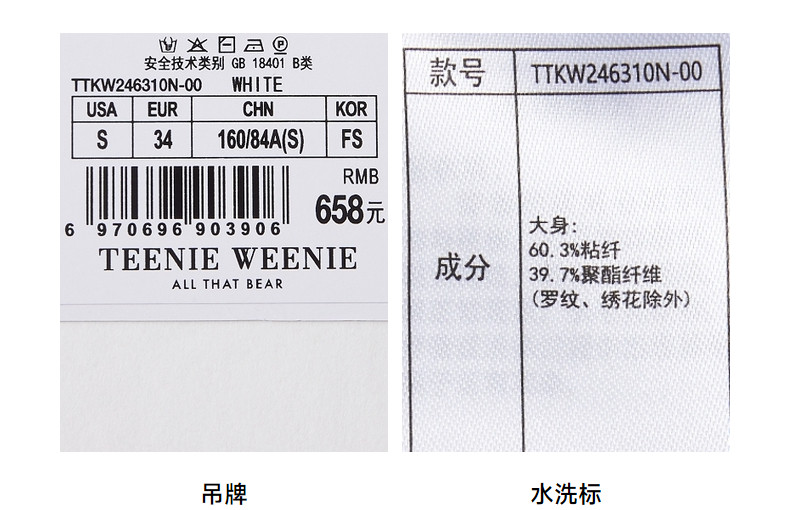 安全技术类别 GB 18401 B类
TTKW246310N-00 WHITE
USA EUR CHN KOR
S 34 160/84A(S) FS
RMB
658元
6 970696 903906
TEENIE WEENIE
ALL THAT BEAR
款号 TTKW246310N-00
成分
大身:
60.3%粘纤
39.7%聚酯纤维
(罗纹、绣花除外)
吊牌
水洗标